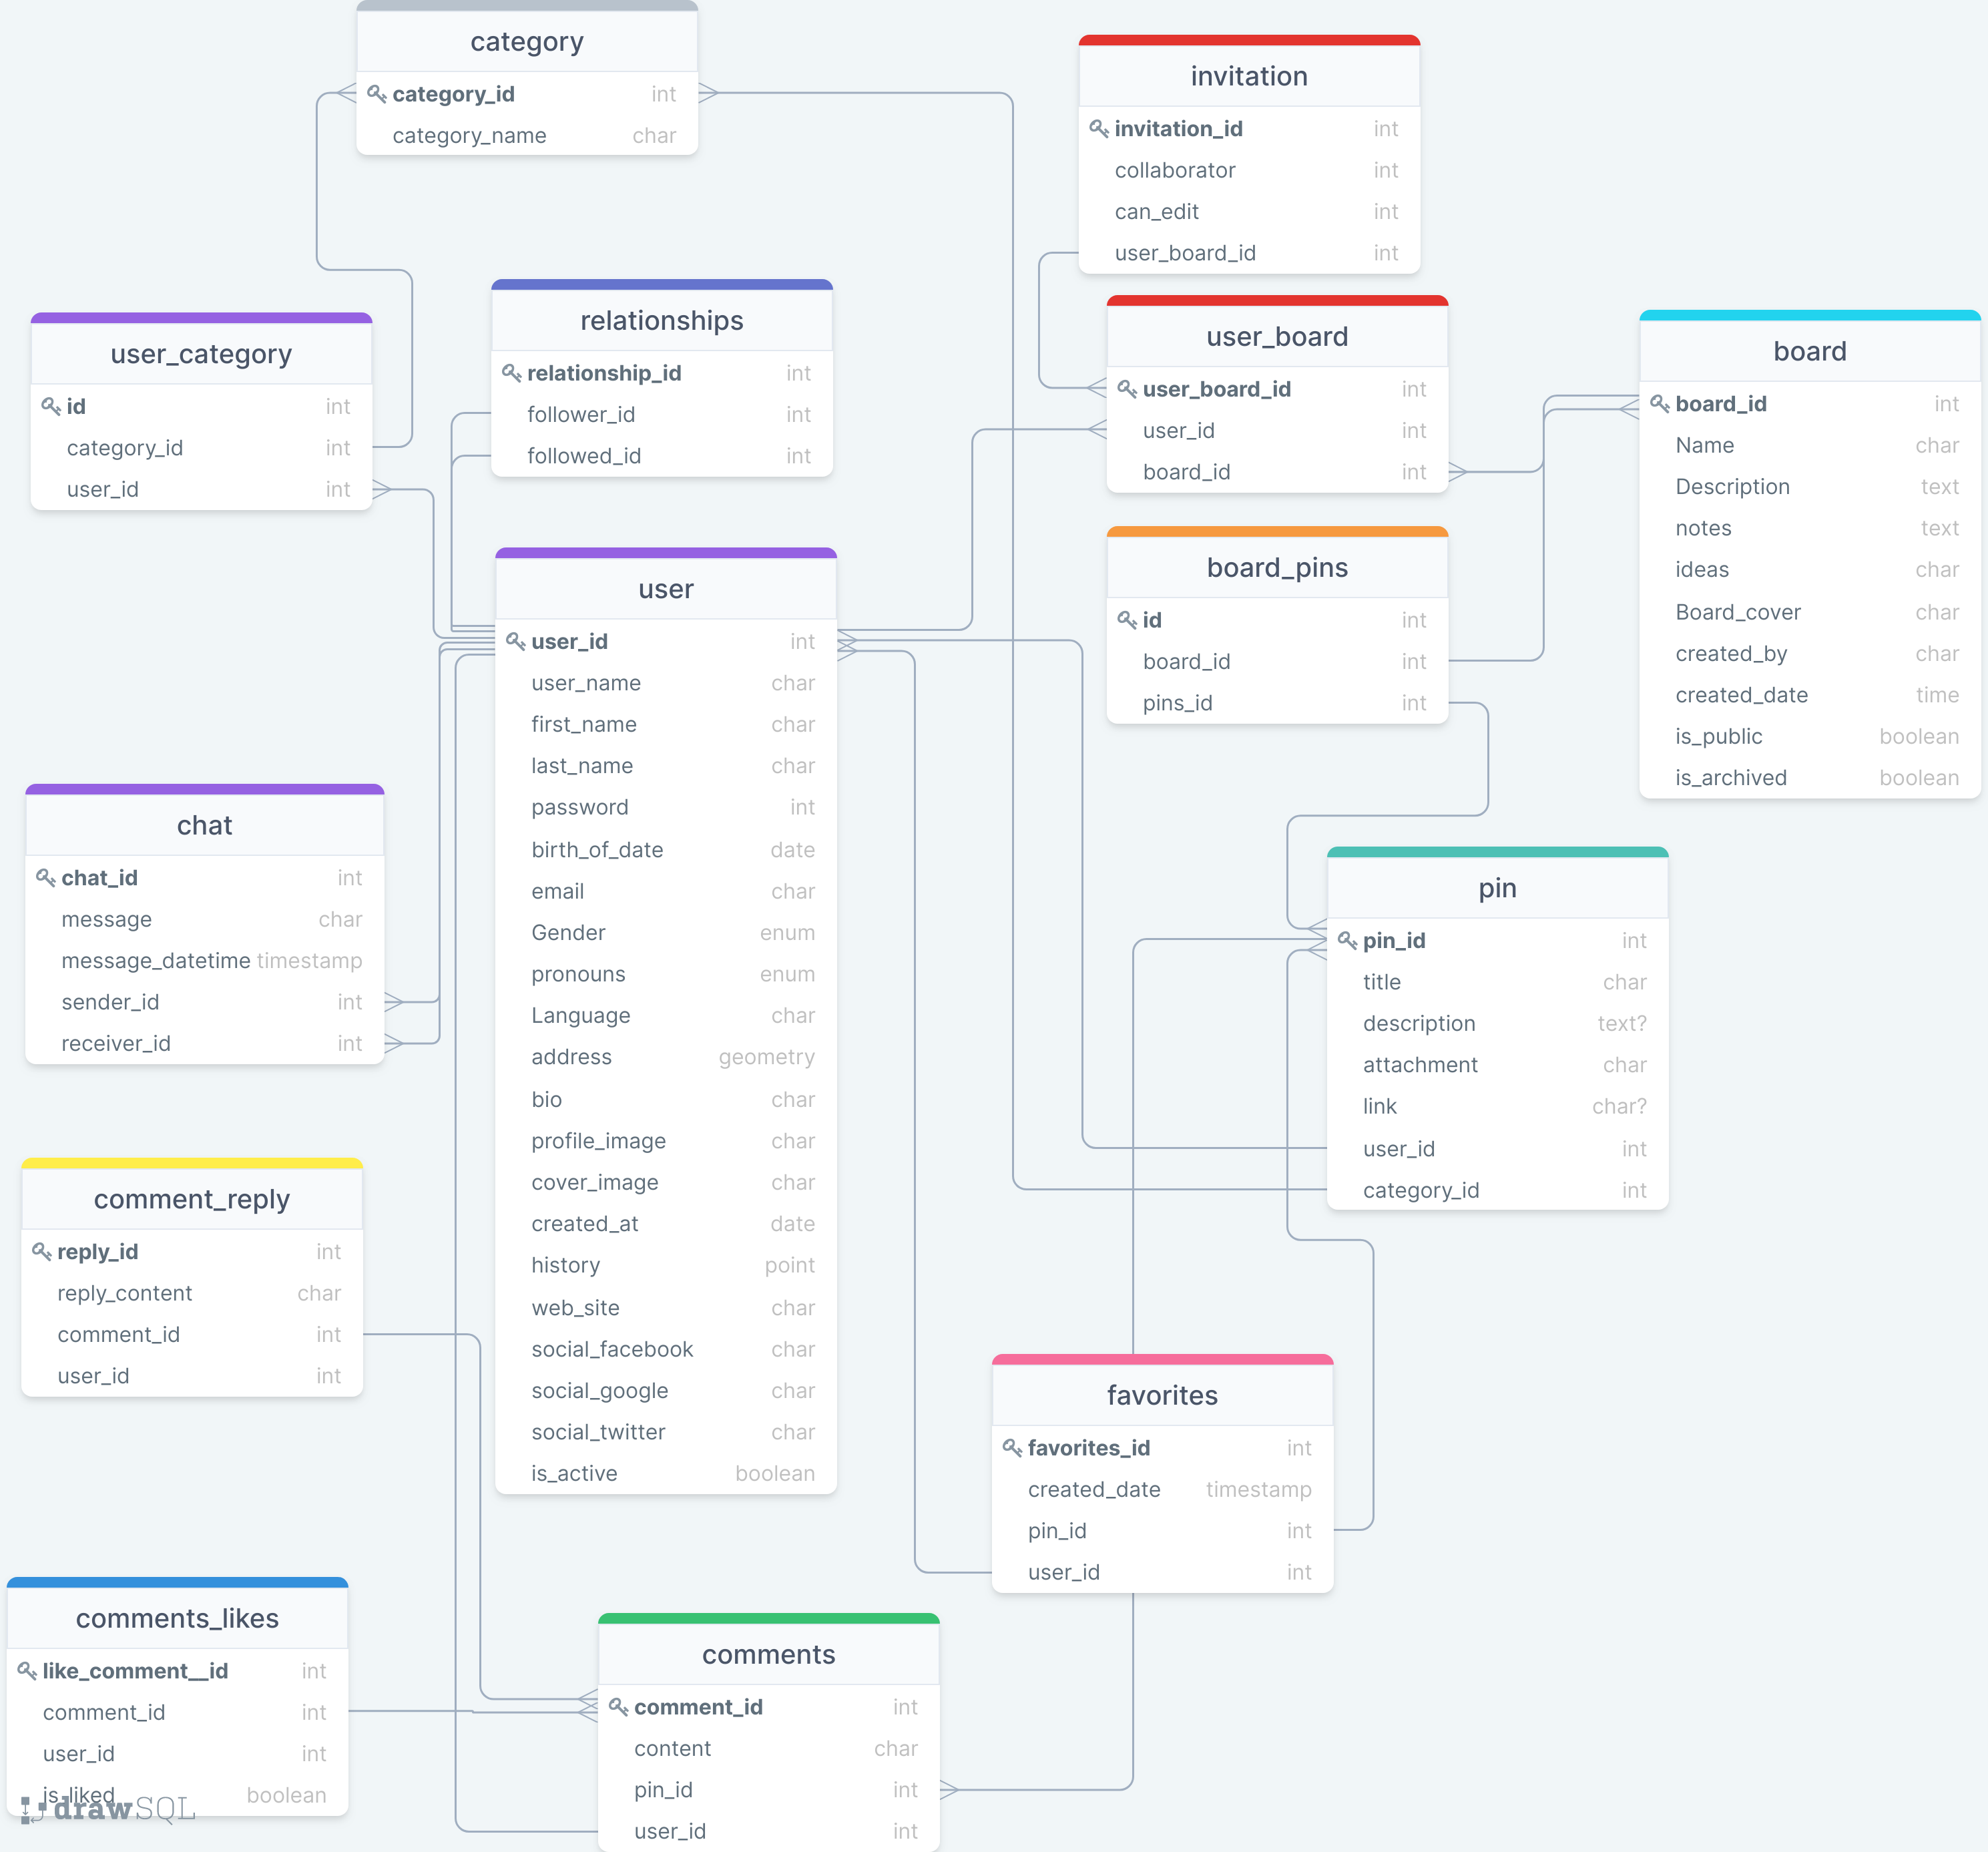 category
category_id int
category_name char
invitation
invitation_id int
collaborator int
can_edit int
user_board_id int
relationships
relationship_id int
follower_id int
followed_id int
user_board
user_board_id int
user_id int
board_id int
board
board_id int
Name char
Description text
notes text
ideas char
Board_cover char
created_by char
created_date time
is_public boolean
is_archived boolean
user_category
id int
category_id int
user_id int
board_pins
id int
board_id int
pins_id int
user
user_id int
user_name char
first_name char
last_name char
password int
birth_of_date date
email char
Gender enum
pronouns enum
Language char
address geometry
bio char
profile_image char
cover_image char
created_at date
history point
web_site char
social_facebook char
social_google char
social_twitter char
is_active boolean
chat
chat_id int
message char
message_datetime timestamp
sender_id int
receiver_id int
pin
pin_id int
title char
description text?
attachment char
link char?
user_id int
category_id int
comment_reply
reply_id int
reply_content char
comment_id int
user_id int
favorites
favorites_id int
created_date timestamp
pin_id int
user_id int
comments_likes
like_comment__id int
comment_id int
user_id int
is_liked boolean
drawSQL
comments
comment_id int
content char
pin_id int
user_id int